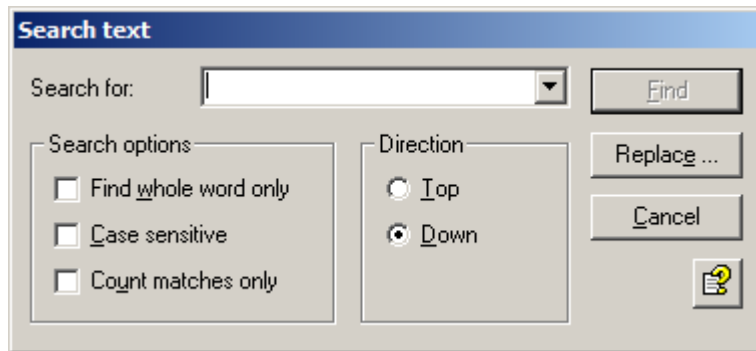 Search text
Search for:
Find
Search options
Direction
Replace ...
Find whole word only
Top
Cancel
Case sensitive
Down
Count matches only